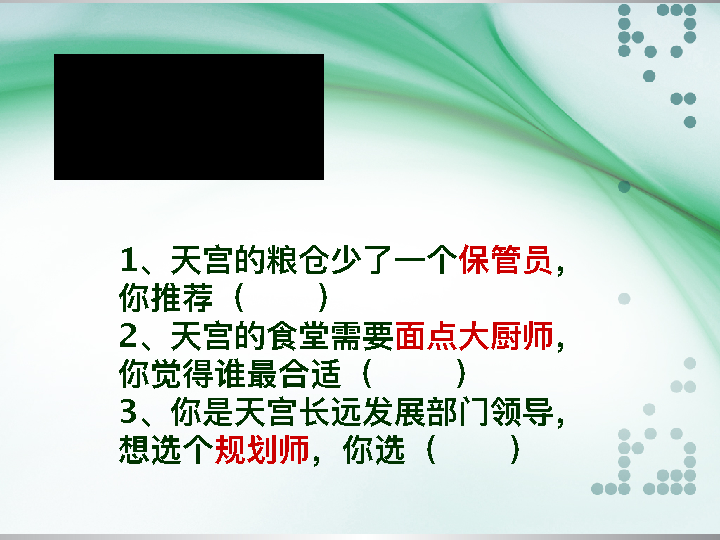 1、天宫的粮仓少了一个保管员，
你推荐（　　）
2、天宫的食堂需要面点大厨师，
你觉得谁最合适（　　）
3、你是天宫长远发展部门领导，
想选个规划师，你选（　　）